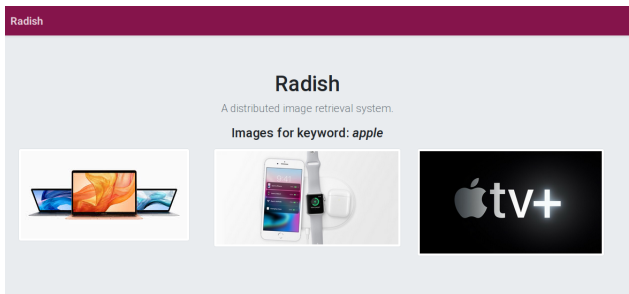 Radish
Radish
A distributed image retrieval system.
Images for keyword: apple
tv+